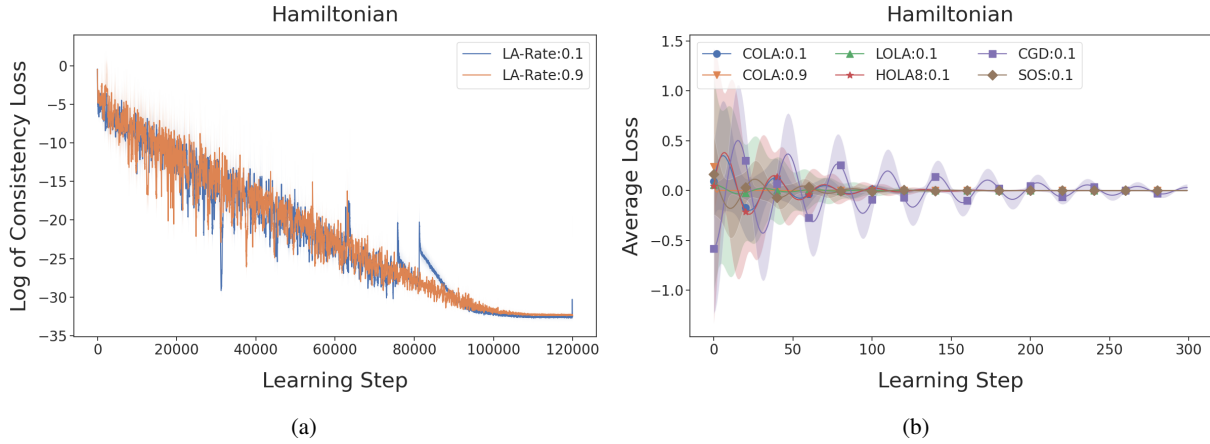 Hamiltonian
Log of Consistency Loss
0
−5
−10
−15
−20
−25
−30
−35
LA-Rate:0.1
LA-Rate:0.9
0 20000 40000 60000 80000 100000 120000
Learning Step
(a)
Hamiltonian
Average Loss
1.5
1.0
0.5
0.0
−0.5
−1.0
COLA:0.1 LOLA:0.1 CGD:0.1
COLA:0.9 HOLA8:0.1 SOS:0.1
0 50 100 150 200 250 300
Learning Step
(b)